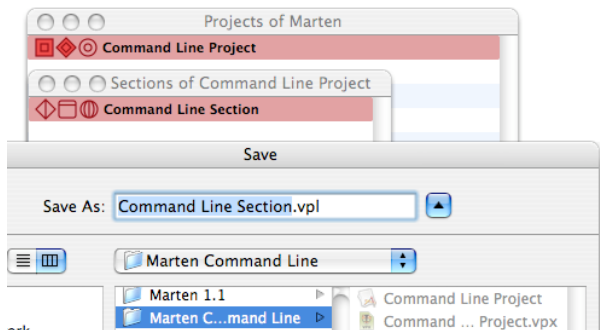 Projects of Marten
Command Line Project
Sections of Command Line Project
Command Line Section
Save
Save As: Command Line Section.vpl
Marten Command Line
Marten 1.1
Command Line Project
Marten C...mand Line
Command ... Project.vpx